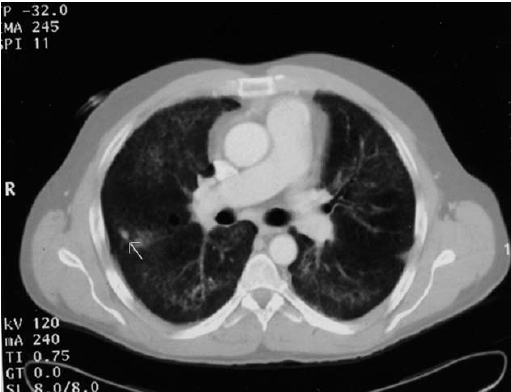 P -32.0
MA 245
SPI 11
R
1
kV 120
mA 240
TI 0.75
GT 0.0
SL 8.0/8.0